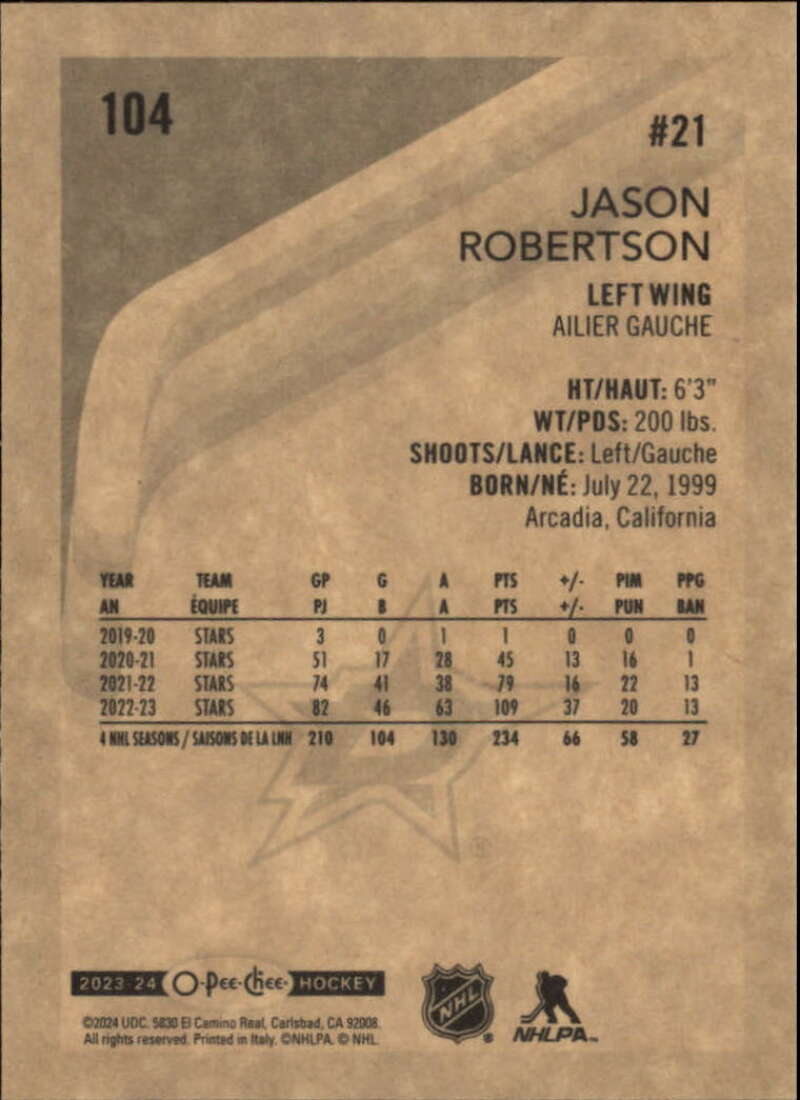 104
#21
JASON
ROBERTSON
LEFT WING
AILIER GAUCHE
HT/HAUT: 6'3"
WT/PDS: 200 lbs.
SHOOTS/LANCE: Left/Gauche
BORN/NÉ: July 22, 1999
Arcadia, California
YEAR TEAM GP G A PTS +/- PIM PPG
AN ÉQUIPE PJ B A PTS +/- PUN BAN
2019-20 STARS 3 0 1 1 0 0 0
2020-21 STARS 51 17 28 45 13 16 1
2021-22 STARS 74 41 38 79 16 22 13
2022-23 STARS 82 46 63 109 37 20 13
4 NHL SEASONS / SAISONS DE LA LNH 210 104 130 234 66 58 27
2023-24 O-Pee-Chee HOCKEY
©2024 UDC. 5830 El Camino Real, Carlsbad, CA 92008.
All rights reserved. Printed in Italy. ©NHLPA. © NHL.
NHL
NHLPA™